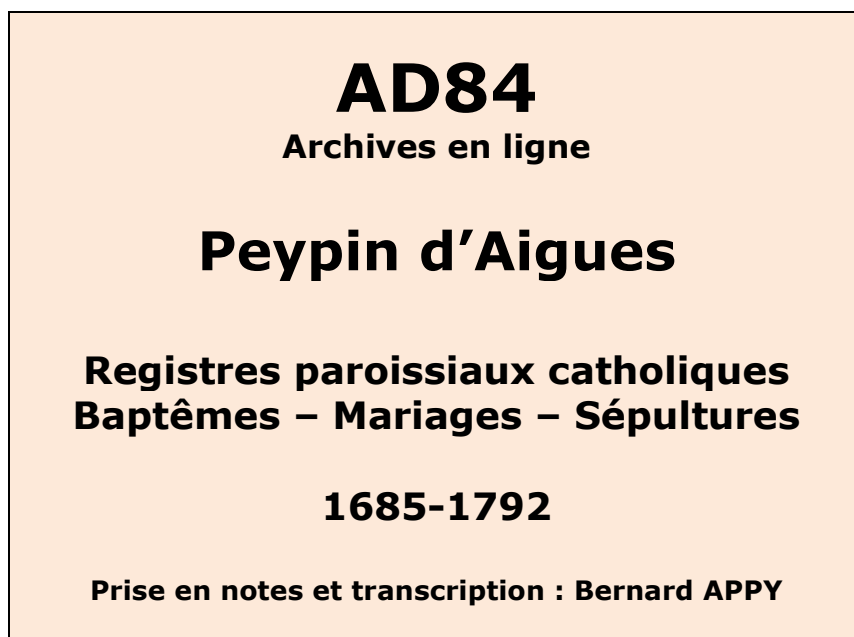 AD84
Archives en ligne
Peypin d’Aigues
Registres paroissiaux catholiques
Baptêmes – Mariages – Sépultures
1685-1792
Prise en notes et transcription : Bernard APPY